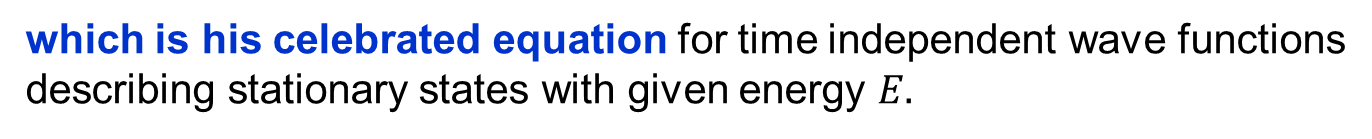 which is his celebrated equation for time independent wave functions
describing stationary states with given energy E.